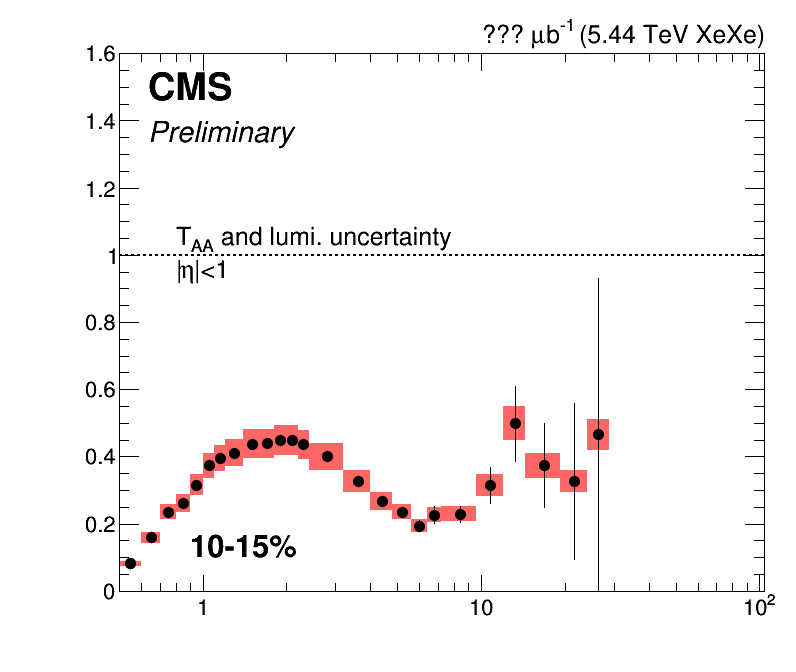 ??? μb⁻¹ (5.44 TeV XeXe)
CMS
Preliminary
T_AA and lumi. uncertainty
|η|<1
10-15%
1.6
1.4
1.2
1
0.8
0.6
0.4
0.2
0
1
10
10²